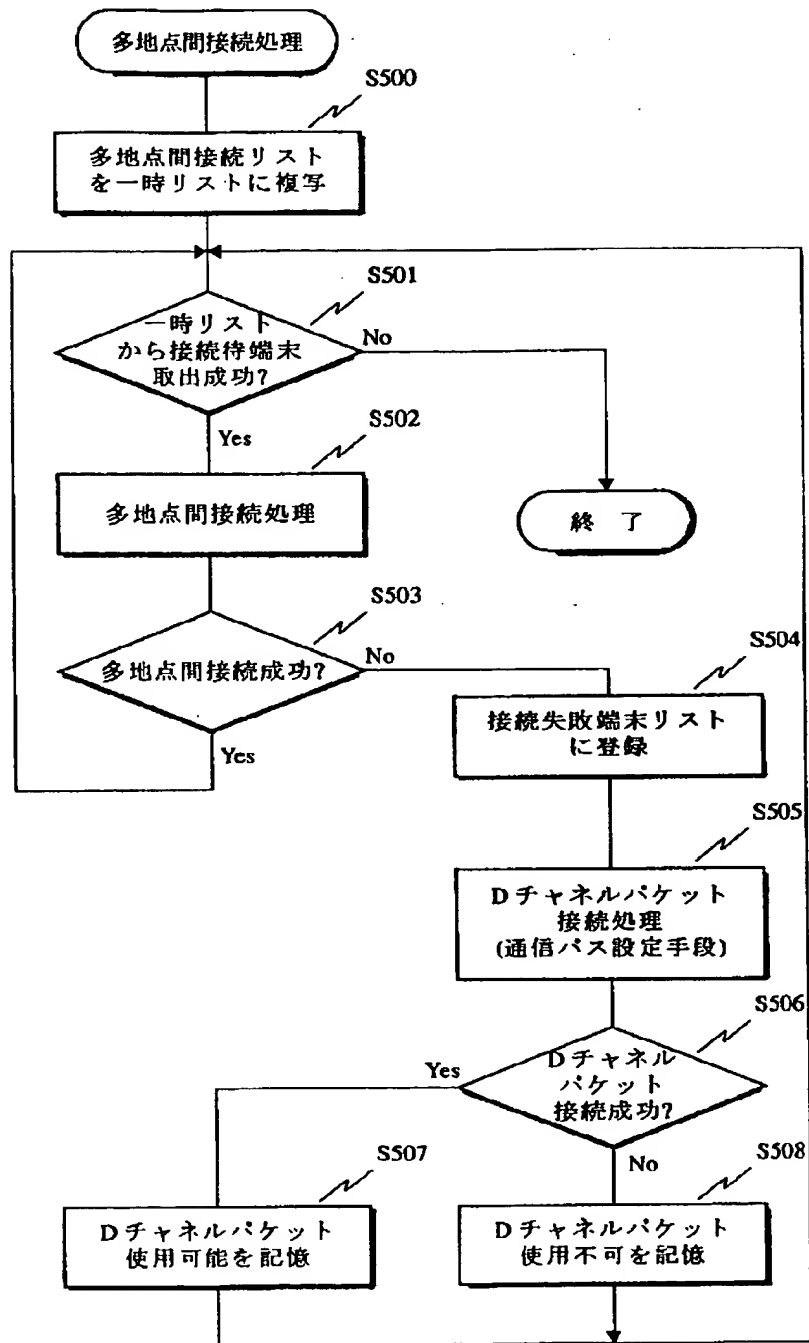 多地点間接続処理
S500
多地点間接続リスト
を一時リストに複写
S501
一時リスト
から接続待端末
取出成功?
No
Yes
S502
多地点間接続処理
終 了
S503
多地点間接続成功?
No
Yes
S504
接続失敗端末リスト
に登録
S505
Dチャネルパケット
接続処理
(通信パス設定手段)
S506
Dチャネル
パケット
接続成功?
Yes
No
S507
Dチャネルパケット
使用可能を記憶
S508
Dチャネルパケット
使用不可を記憶